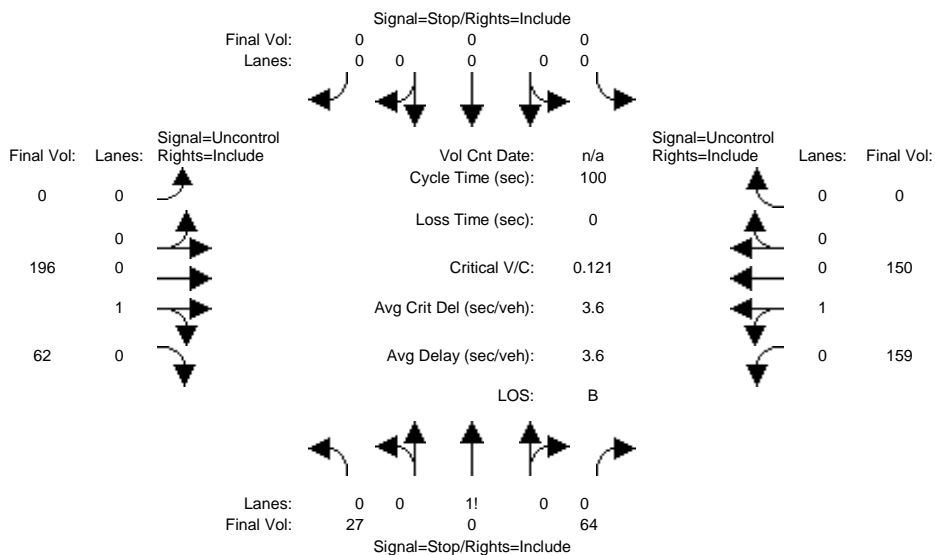 Signal=Stop/Rights=Include
Final Vol: 0 0 0
Lanes: 0 0 0 0 0
Signal=Uncontrol Signal=Uncontrol
Final Vol: Lanes: Rights=Include Vol Cnt Date: n/a Rights=Include Lanes: Final Vol:
Cycle Time (sec): 100
0 0 0 0
Loss Time (sec): 0
0 0
196 0 Critical V/C: 0.121 0 150
1 Avg Crit Del (sec/veh): 3.6 1
62 0 Avg Delay (sec/veh): 3.6 0 159
LOS: B
Lanes: 0 0 1! 0 0
Final Vol: 27 0 64
Signal=Stop/Rights=Include